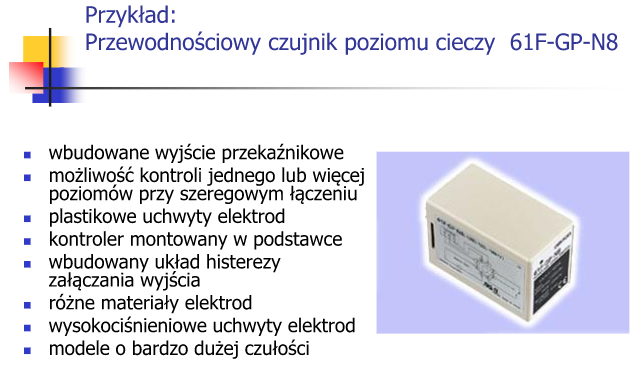 Przykład:
Przewodnościowy czujnik poziomu cieczy 61F-GP-N8
wbudowane wyjście przekaźnikowe
możliwość kontroli jednego lub więcej
poziomów przy szeregowym łączeniu
plastikowe uchwyty elektrod
kontroler montowany w podstawce
wbudowany układ histerezy
załączania wyjścia
różne materiały elektrod
wysokociśnieniowe uchwyty elektrod
modele o bardzo dużej czułości